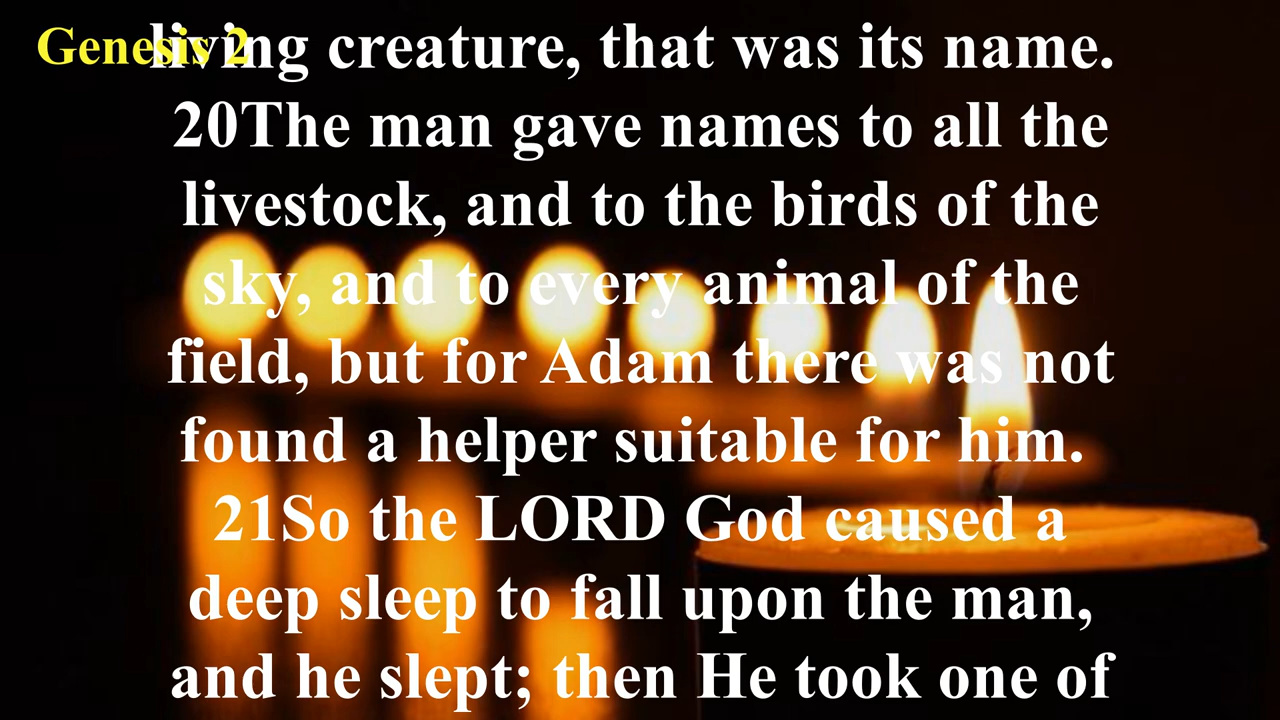 Genesis 2
living creature, that was its name.
20The man gave names to all the
livestock, and to the birds of the
sky, and to every animal of the
field, but for Adam there was not
found a helper suitable for him.
21So the LORD God caused a
deep sleep to fall upon the man,
and he slept; then He took one of